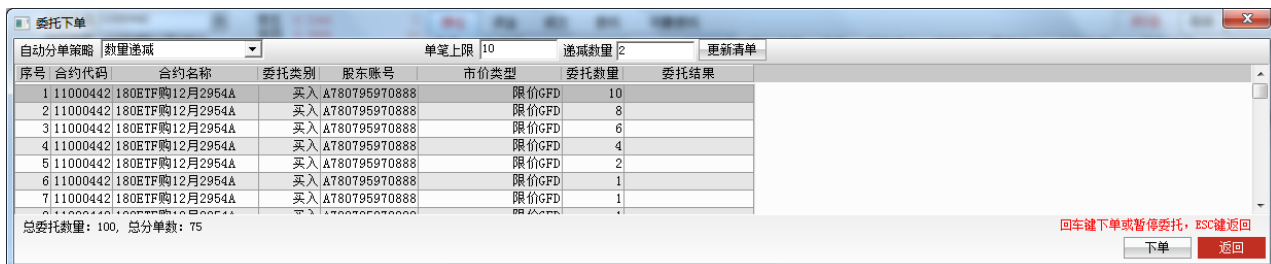 委托下单
自动分单策略 数量递减 单笔上限 10 递减数量 2 更新清单
序号 合约代码 合约名称 委托类别 股东账号 市价类型 委托数量 委托结果
1 11000442 180ETF购12月2954A 买入 A780795970888 限价GFD 10
2 11000442 180ETF购12月2954A 买入 A780795970888 限价GFD 8
3 11000442 180ETF购12月2954A 买入 A780795970888 限价GFD 6
4 11000442 180ETF购12月2954A 买入 A780795970888 限价GFD 4
5 11000442 180ETF购12月2954A 买入 A780795970888 限价GFD 2
6 11000442 180ETF购12月2954A 买入 A780795970888 限价GFD 1
7 11000442 180ETF购12月2954A 买入 A780795970888 限价GFD 1
总委托数量: 100, 总分单数: 75
回车键下单或暂停委托，ESC键返回
下单 返回